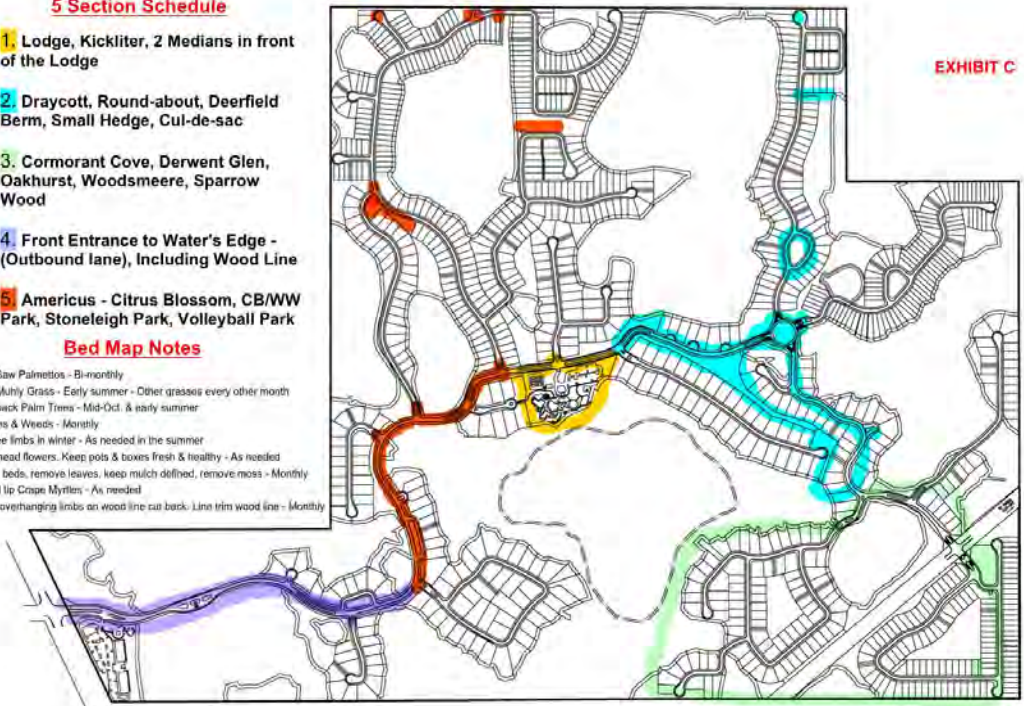 5 Section Schedule
1. Lodge, Kickliter, 2 Medians in front
of the Lodge
EXHIBIT C
2. Draycott, Round-about, Deerfield
Berm, Small Hedge, Cul-de-sac
3. Cormorant Cove, Derwent Glen,
Oakhurst, Woodsmeere, Sparrow
Wood
4. Front Entrance to Water's Edge -
(Outbound lane), Including Wood Line
5. Americus - Citrus Blossom, CB/WW
Park, Stoneleigh Park, Volleyball Park
Bed Map Notes
Saw Palmettos - Bi-monthly
Muhly Grass - Early summer - Other grasses every other month
back Palm Trees - Mid-Oct. & early summer
& Weeds - Monthly
limbs in winter - As needed in the summer
head flowers. Keep pots & boxes fresh & healthy - As needed
beds, remove leaves, keep mulch defined, remove moss - Monthly
up Crape Myrtles - As needed
overhanging limbs on wood line cut back. Line trim wood line - Monthly